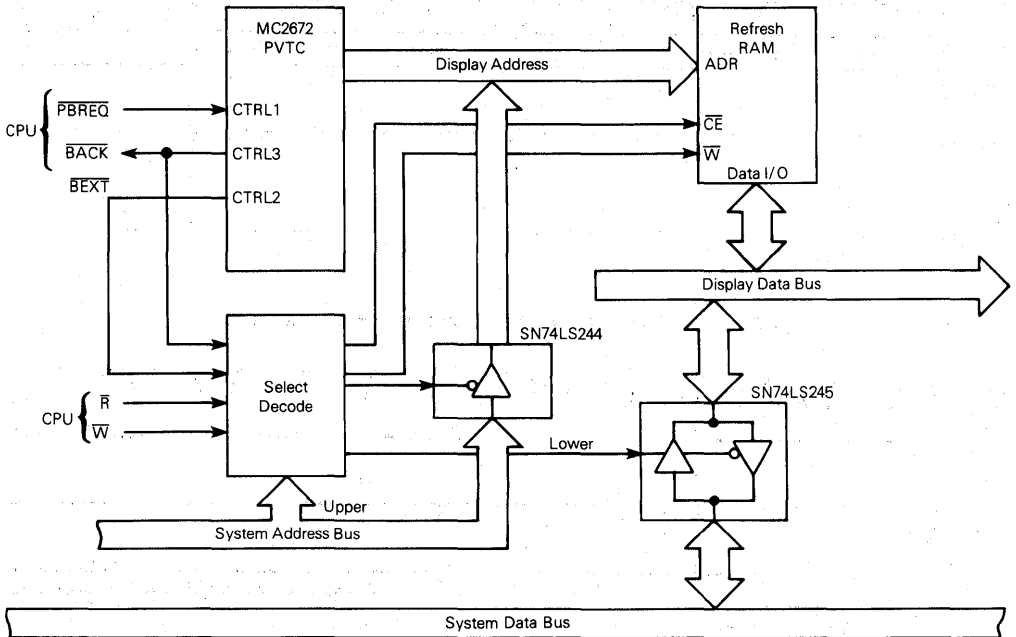 MC2672
PVTC
Refresh
RAM
Display Address
ADR
CPU
PBREQ
CTRL1
CE
BACK
CTRL3
W
BEXT
CTRL2
Data I/O
Display Data Bus
SN74LS244
Select
Decode
SN74LS245
CPU
R
W
Lower
Upper
System Address Bus
System Data Bus